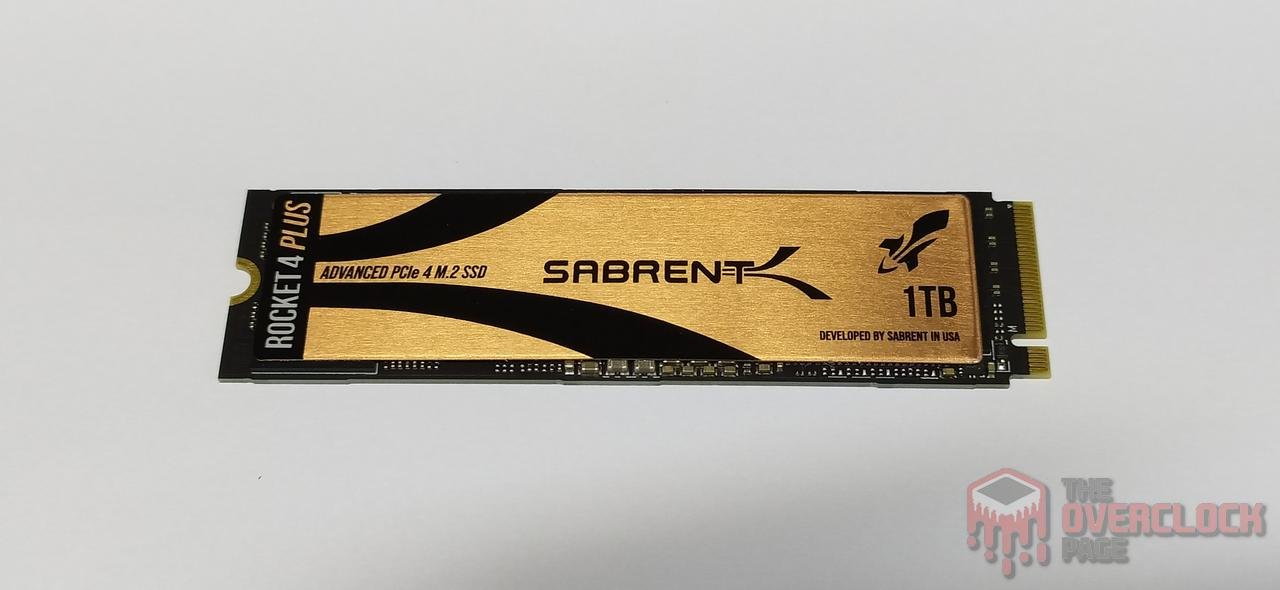 ROCKET 4 PLUS
ADVANCED PCIe 4 M.2 SSD
SABRENT
1TB
DEVELOPED BY SABRENT IN USA
M
THE
OVERCLOCK
PAGE